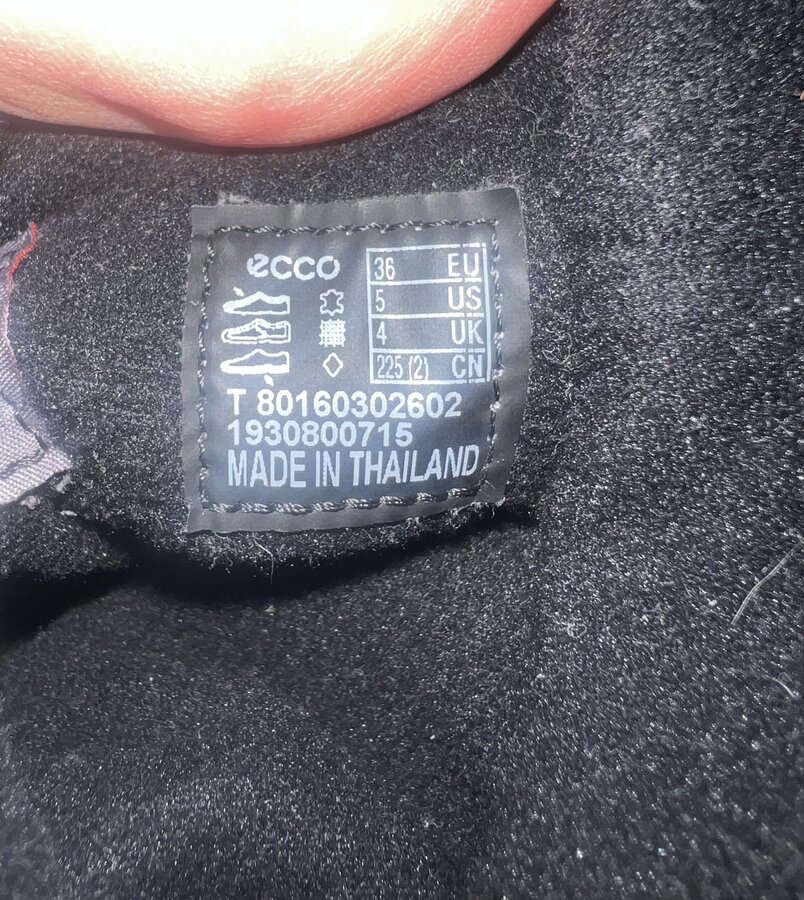 ecco
36 EU
5 US
4 UK
225 (2) CN
T 80160302602
1930800715
MADE IN THAILAND